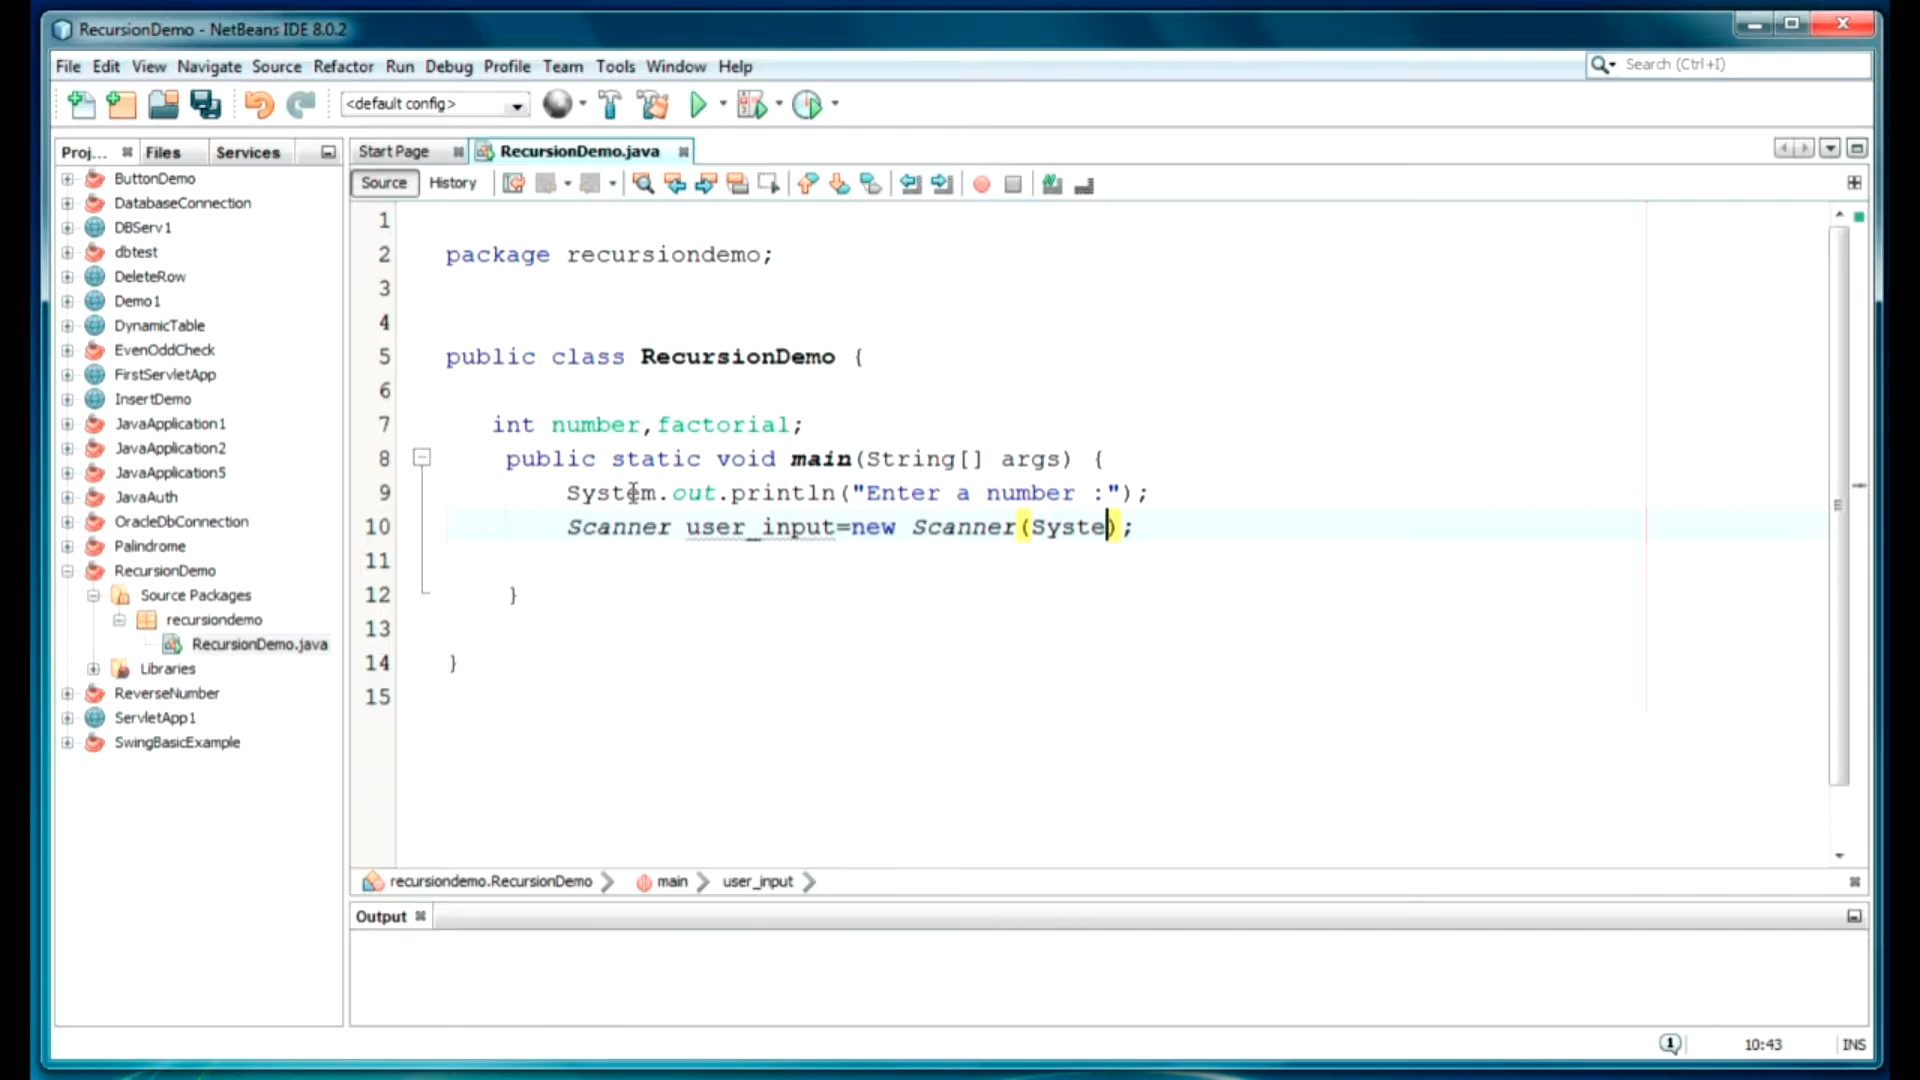 RecursionDemo - NetBeans IDE 8.0.2
File Edit View Navigate Source Refactor Run Debug Profile Team Tools Window Help
Search (Ctrl+I)
<default config>
Proj... Files Services
Start Page RecursionDemo.java
Source History
ButtonDemo
DatabaseConnection
DBServ1
dbtest
DeleteRow
Demo1
DynamicTable
EvenOddCheck
FirstServletApp
InsertDemo
JavaApplication1
JavaApplication2
JavaApplication5
JavaAuth
OracleDbConnection
Palindrome
RecursionDemo
Source Packages
recursiondemo
RecursionDemo.java
Libraries
ReverseNumber
ServletApp1
SwingBasicExample
1
2 package recursiondemo;
3
4
5 public class RecursionDemo {
6
7 int number,factorial;
8 public static void main(String[] args) {
9 System.out.println("Enter a number :");
10 Scanner user_input=new Scanner(Syste);
11
12 }
13
14 }
15
recursiondemo.RecursionDemo main user_input
Output
1 10:43 INS